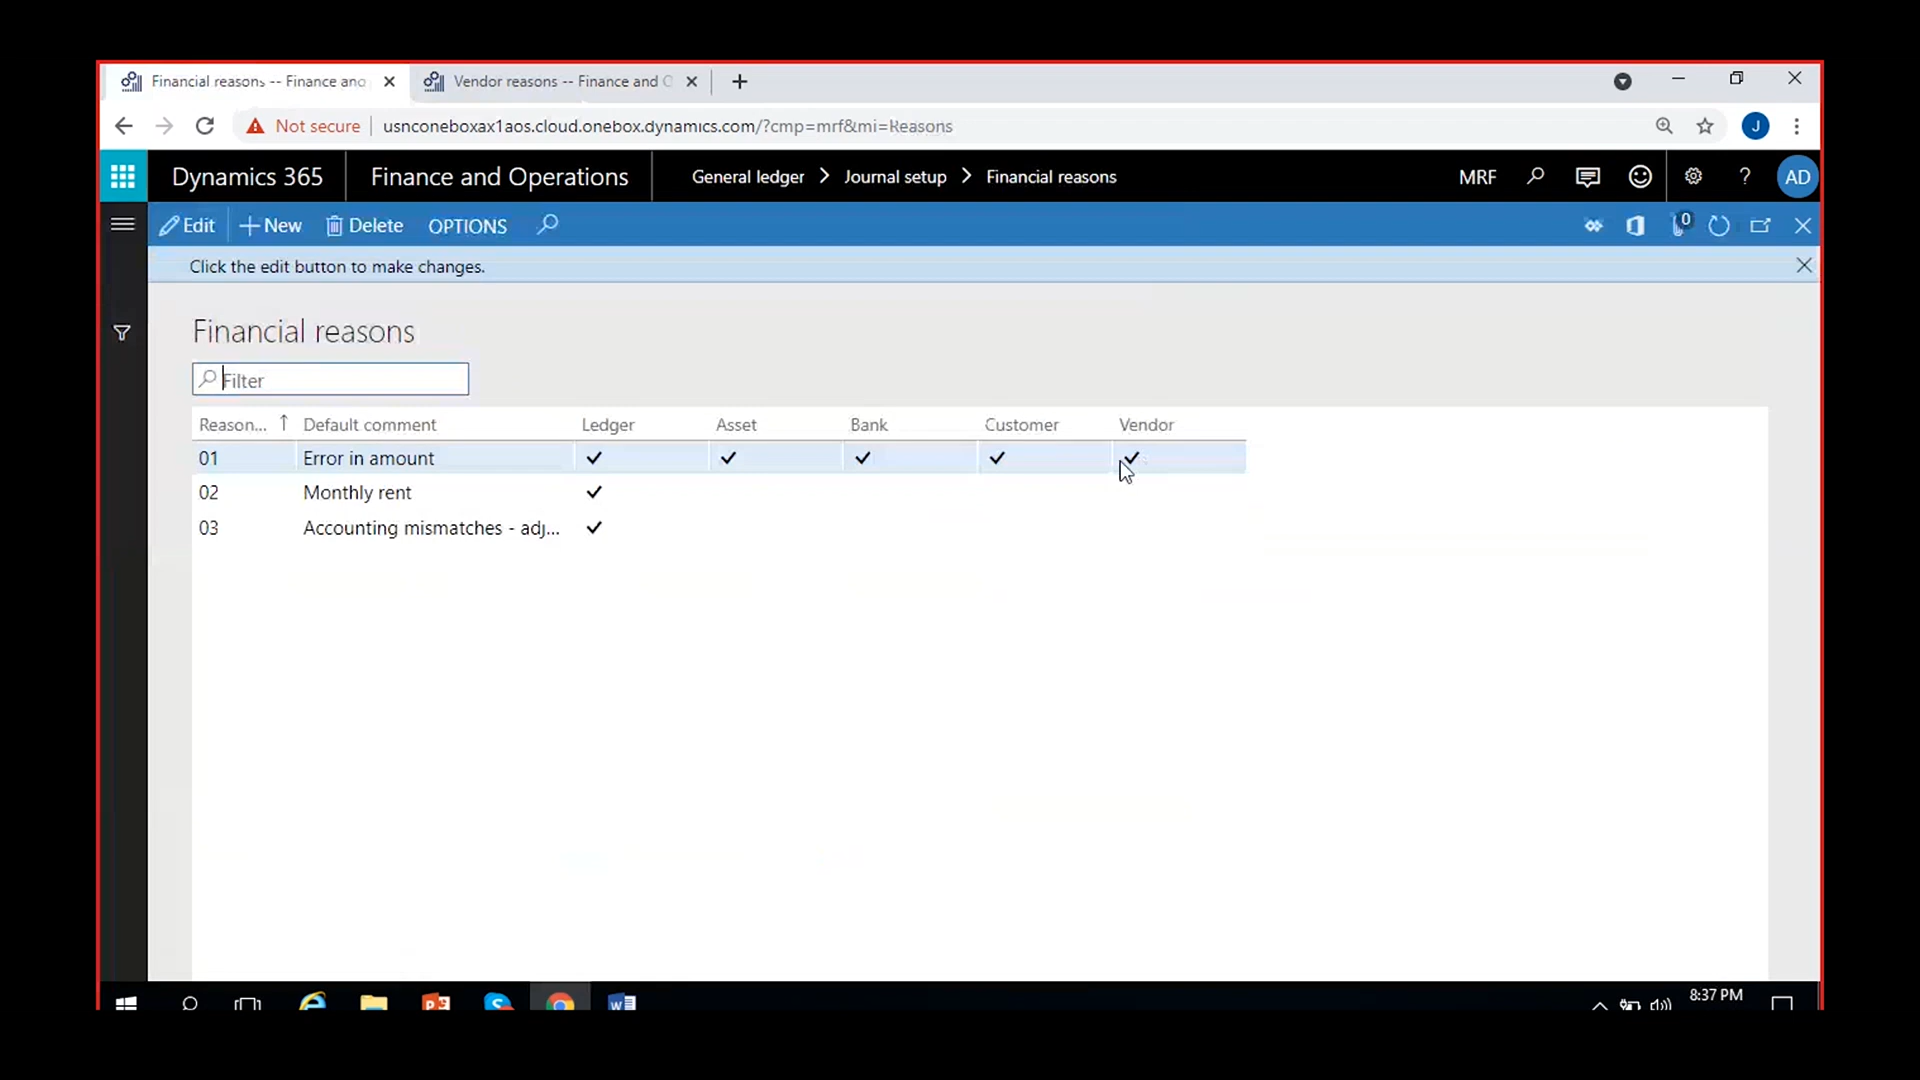 Financial reasons -- Finance and
Vendor reasons -- Finance and O
Not secure
usnconeboxax1aos.cloud.onebox.dynamics.com/?cmp=mrf&mi=Reasons
J
Dynamics 365
Finance and Operations
General ledger > Journal setup > Financial reasons
MRF
?
AD
Edit
New
Delete
OPTIONS
0
Click the edit button to make changes.
Financial reasons
Filter
Reason... Default comment Ledger Asset Bank Customer Vendor
01 Error in amount
02 Monthly rent
03 Accounting mismatches - adj...
8:37 PM